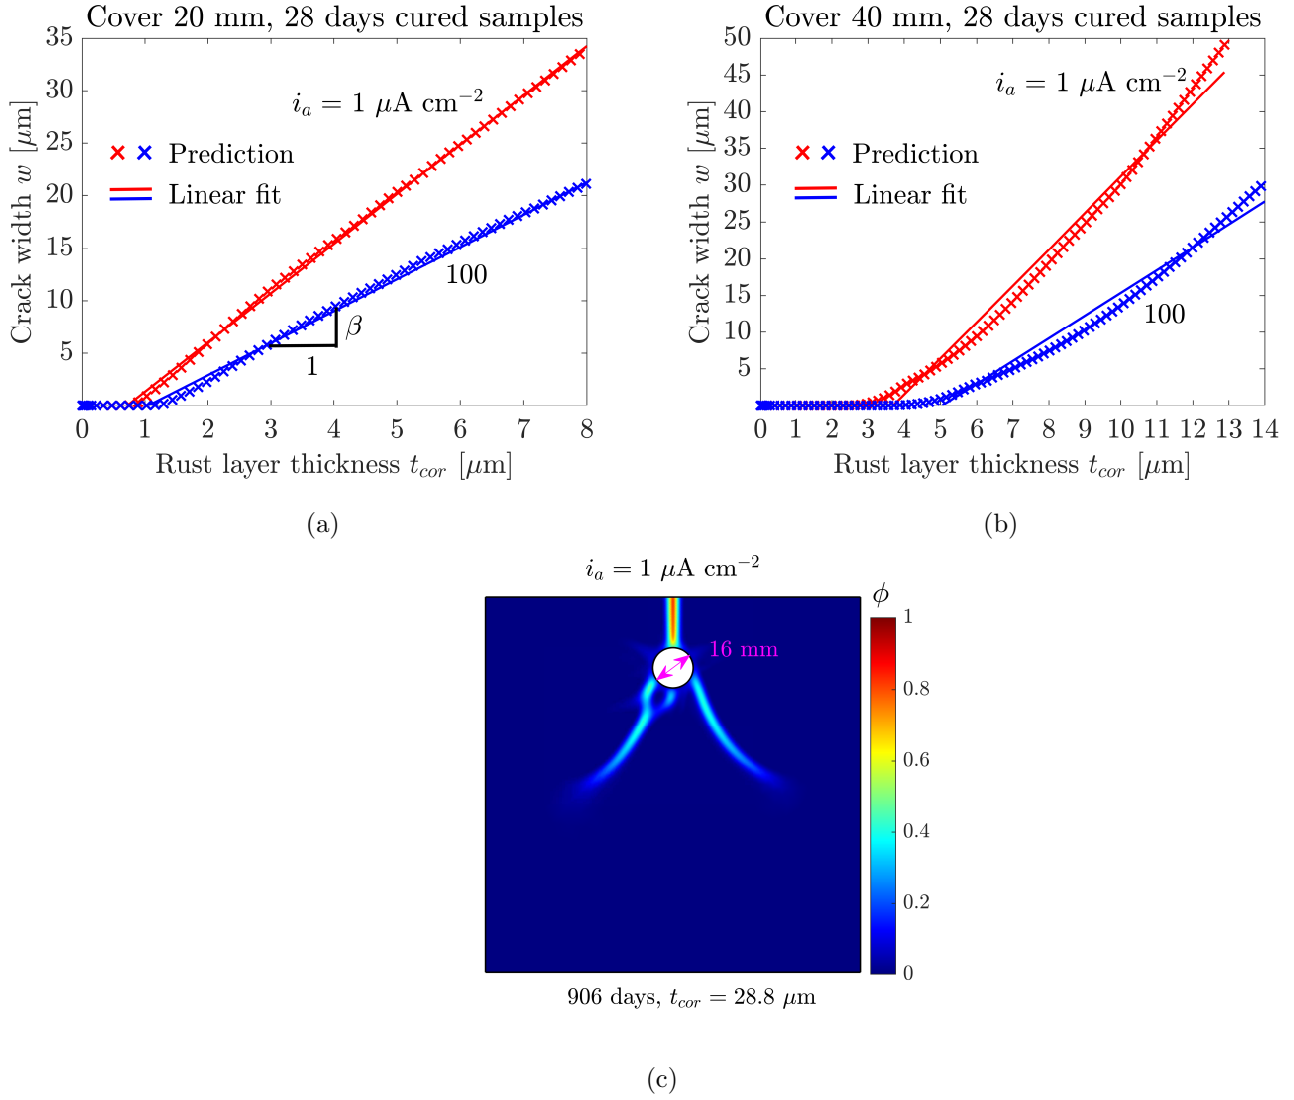 Cover 20 mm, 28 days cured samples
Crack width w [μm]
35
30
25
20
15
10
5
i_a = 1 μA cm⁻²
Prediction
Linear fit
100
β
1
0 1 2 3 4 5 6 7 8
Rust layer thickness t_cor [μm]
(a)
Cover 40 mm, 28 days cured samples
Crack width w [μm]
50
45
40
35
30
25
20
15
10
5
i_a = 1 μA cm⁻²
Prediction
Linear fit
100
0 1 2 3 4 5 6 7 8 9 10 11 12 13 14
Rust layer thickness t_cor [μm]
(b)
i_a = 1 μA cm⁻²
16 mm
ϕ
1
0.8
0.6
0.4
0.2
0
906 days, t_cor = 28.8 μm
(c)